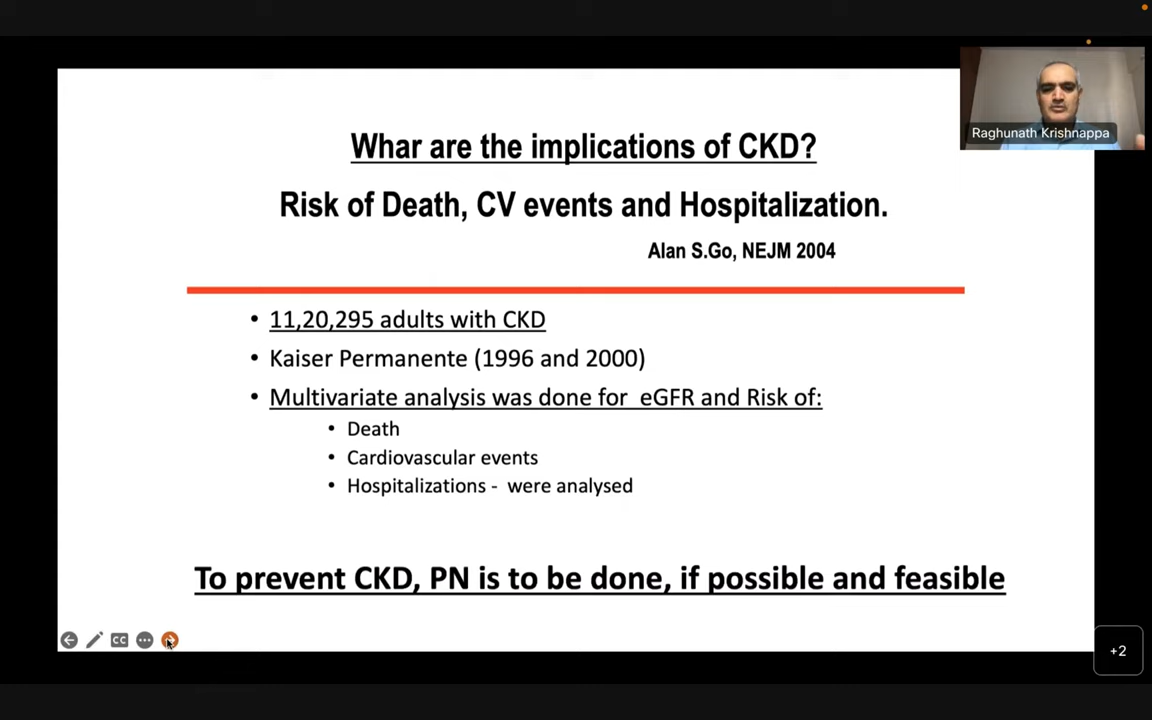 Whar are the implications of CKD?
Raghunath Krishnappa
Risk of Death, CV events and Hospitalization.
Alan S.Go, NEJM 2004
• 11,20,295 adults with CKD
• Kaiser Permanente (1996 and 2000)
• Multivariate analysis was done for eGFR and Risk of:
• Death
• Cardiovascular events
• Hospitalizations - were analysed
To prevent CKD, PN is to be done, if possible and feasible
CC
+2